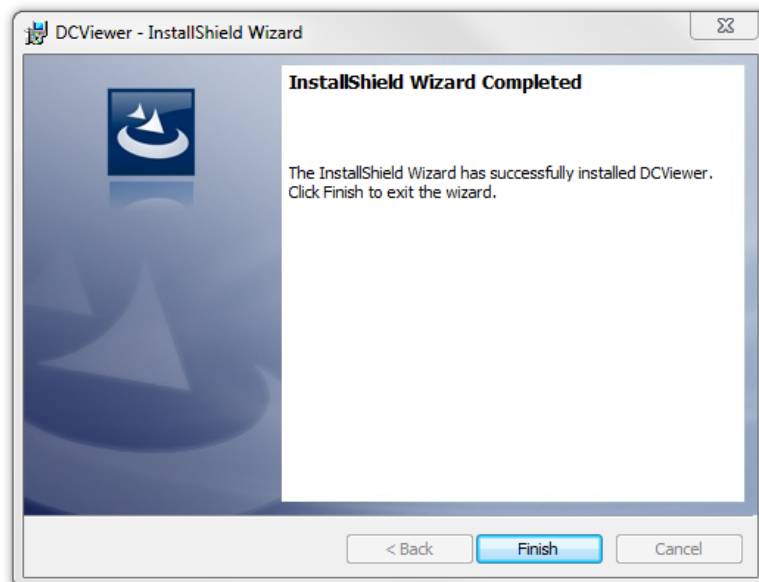 DCViewer - InstallShield Wizard
InstallShield Wizard Completed
The InstallShield Wizard has successfully installed DCViewer.
Click Finish to exit the wizard.
< Back
Finish
Cancel